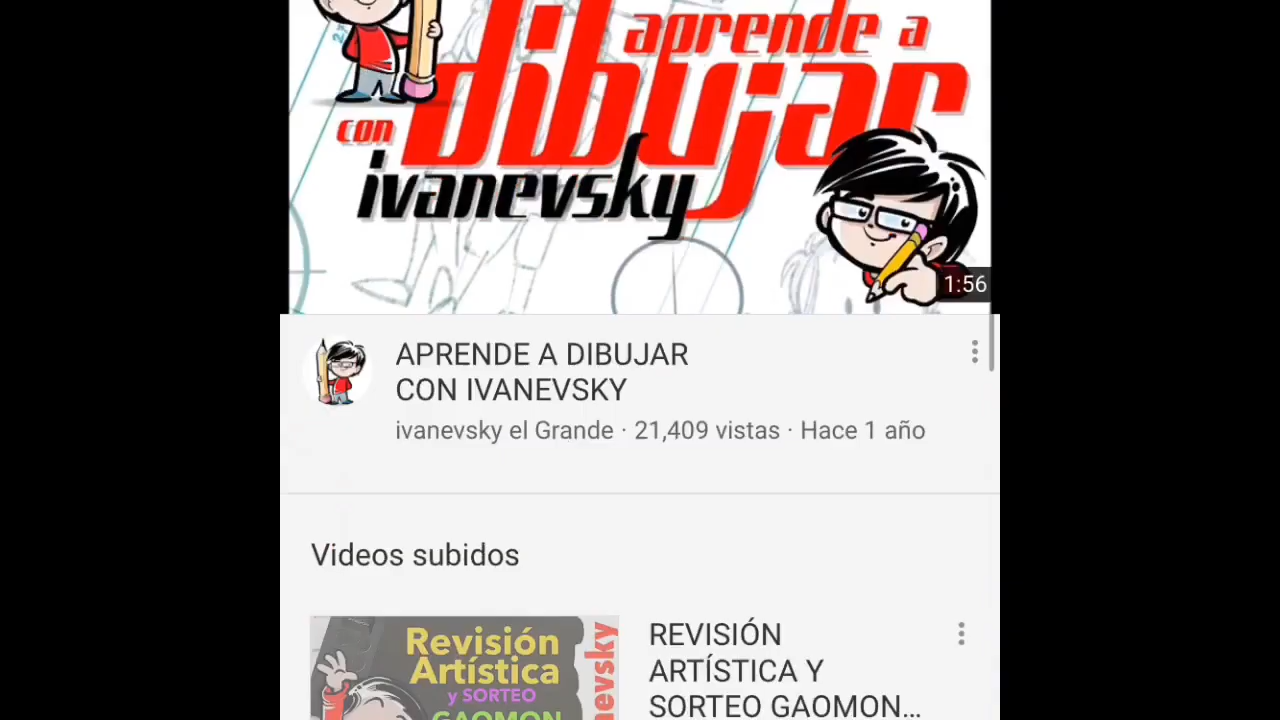 aprende a
dibujar
con
ivanevsky
1:56
APRENDE A DIBUJAR
CON IVANEVSKY
ivanevsky el Grande · 21,409 vistas · Hace 1 año
Videos subidos
Revisión
Artística
y SORTEO
GAOMON
REVISIÓN
ARTÍSTICA Y
SORTEO GAOMON...